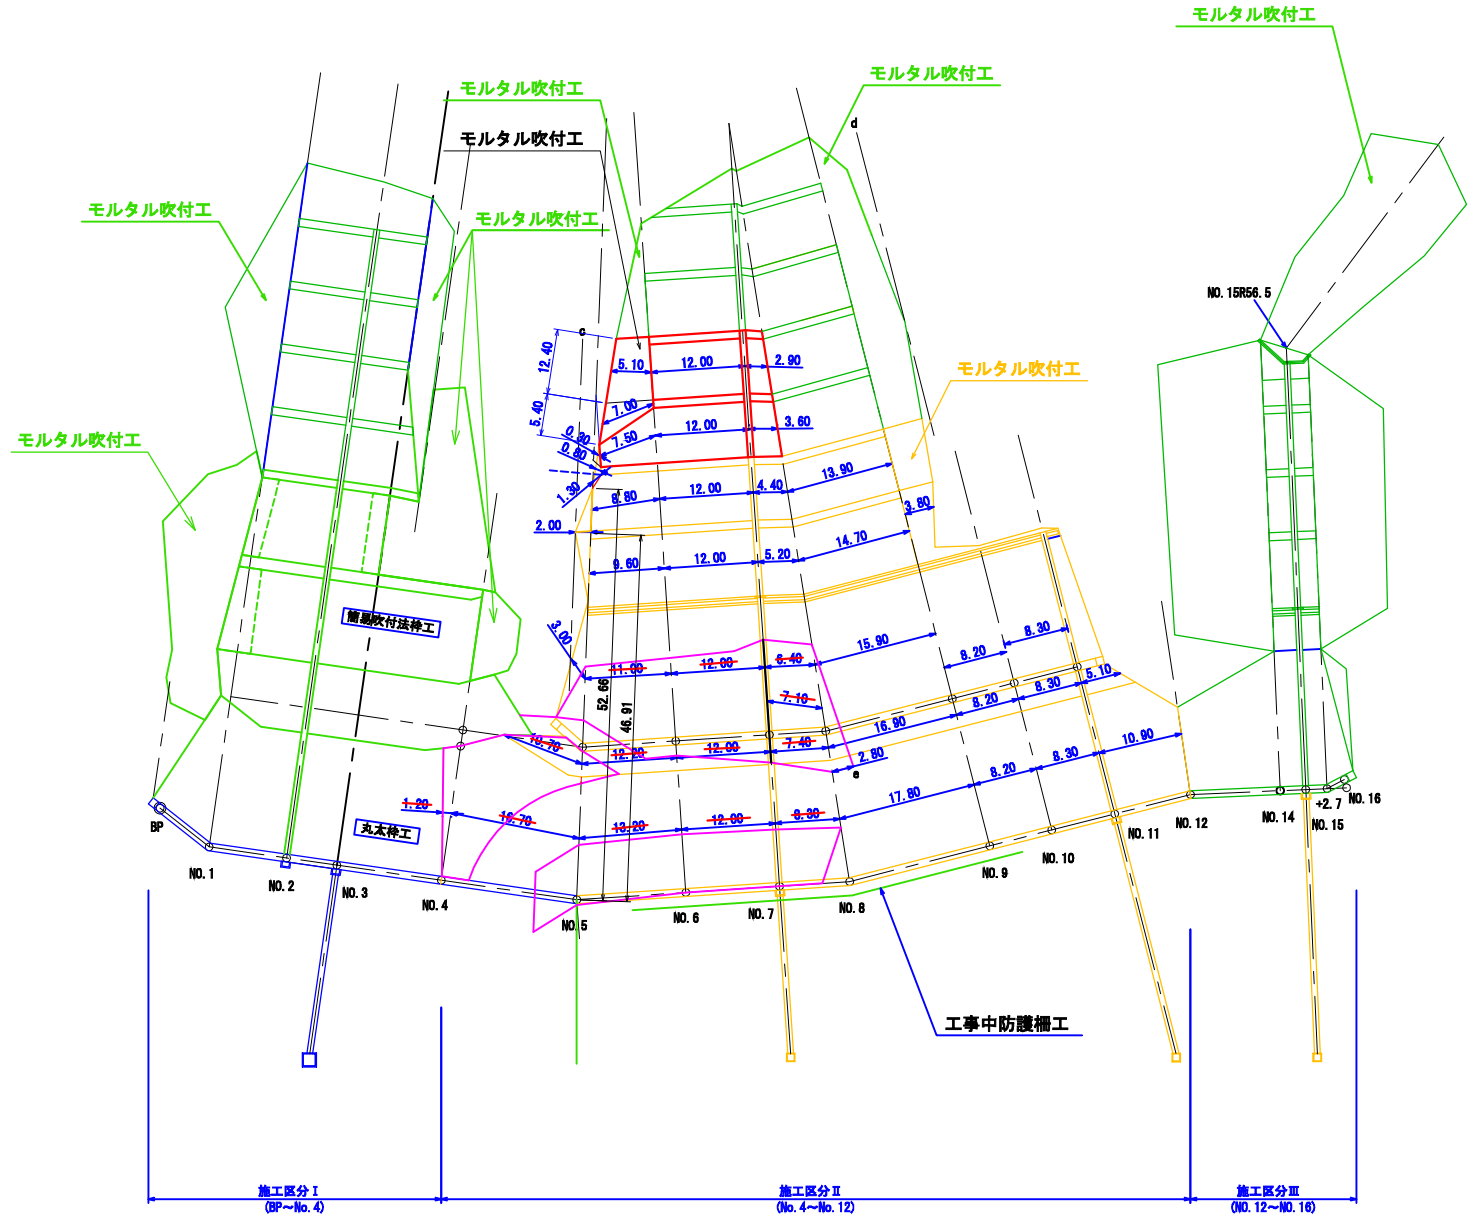 モルタル吹付工
モルタル吹付工
モルタル吹付工
モルタル吹付工
d
モルタル吹付工
モルタル吹付工
NO.15R56.5
c
12.40
5.10
12.00
2.90
モルタル吹付工
5.40
7.00
0.30
7.50
12.00
3.60
モルタル吹付工
0.80
1.30
8.80
12.00
4.40
13.90
3.80
2.00
9.60
12.00
5.20
14.70
簡易吹付法枠工
3.00
15.90
8.20
8.30
11.00
12.00
6.40
52.66
46.91
7.10
8.20
8.30
5.10
10.70
12.20
12.00
7.40
16.90
2.80
10.90
e
8.20
8.30
17.80
1.20
16.70
13.20
12.00
8.30
BP
丸太枠工
NO.1
NO.2
NO.3
NO.4
NO.5
NO.6
NO.7
NO.8
NO.9
NO.10
NO.11
NO.12
NO.14
+2.7
NO.15
NO.16
工事中防護柵工
施工区分Ⅰ
(BP～No.4)
施工区分Ⅱ
(No.4～No.12)
施工区分Ⅲ
(NO.12～NO.16)